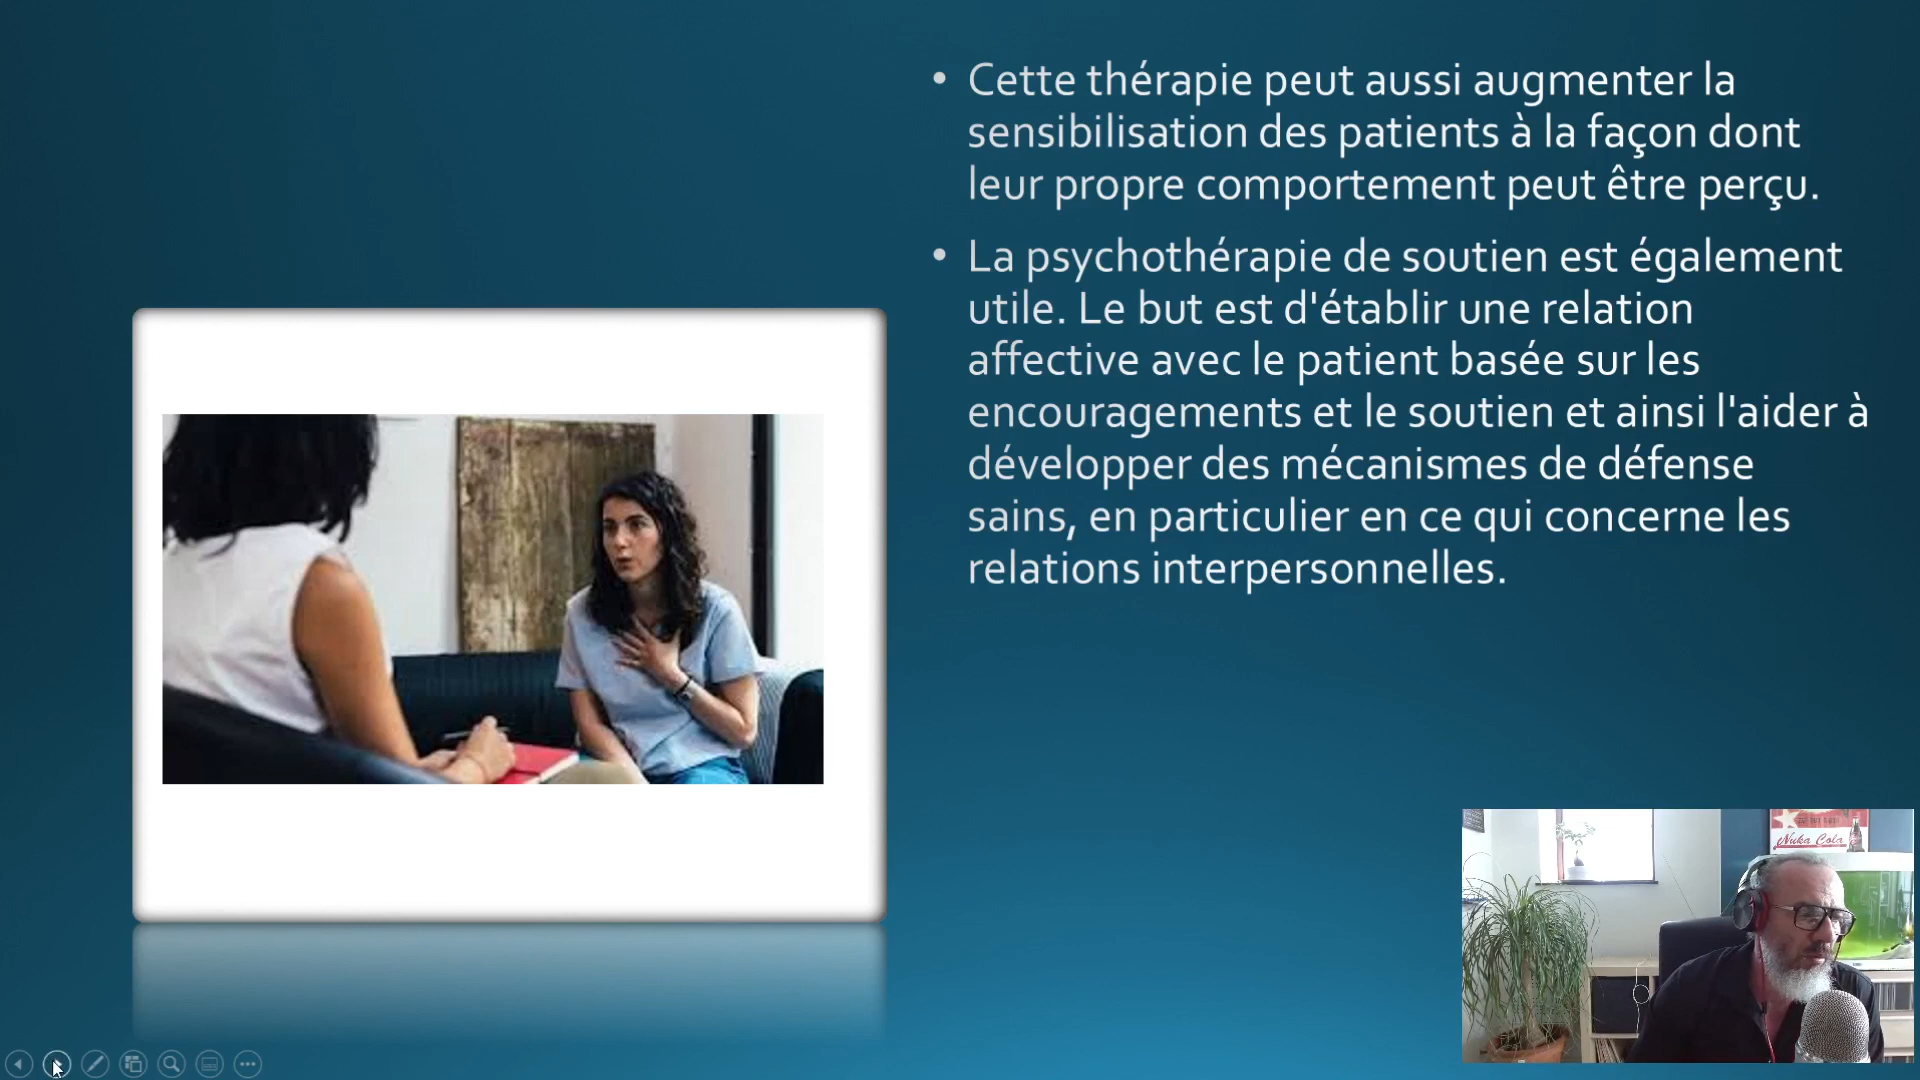 • Cette thérapie peut aussi augmenter la
sensibilisation des patients à la façon dont
leur propre comportement peut être perçu.
• La psychothérapie de soutien est également
utile. Le but est d'établir une relation
affective avec le patient basée sur les
encouragements et le soutien et ainsi l'aider à
développer des mécanismes de défense
sains, en particulier en ce qui concerne les
relations interpersonnelles.
Nuka Cola